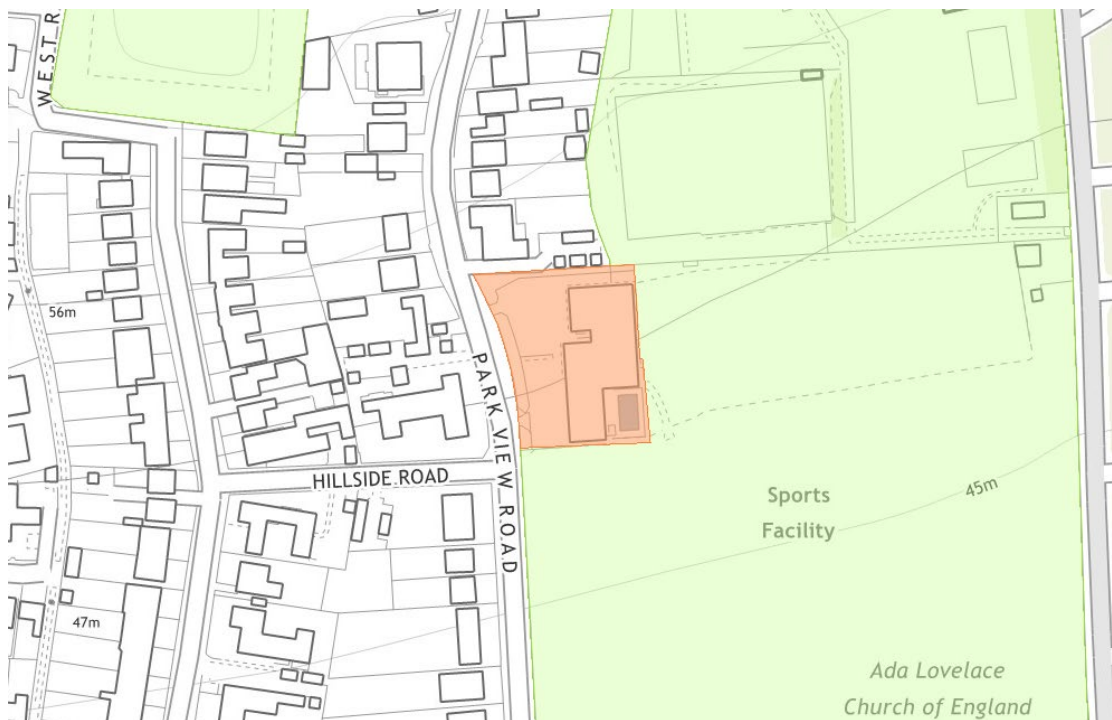 WEST R
56m
PARK VIEW ROAD
HILLSIDE ROAD
Sports
Facility
45m
47m
Ada Lovelace
Church of England